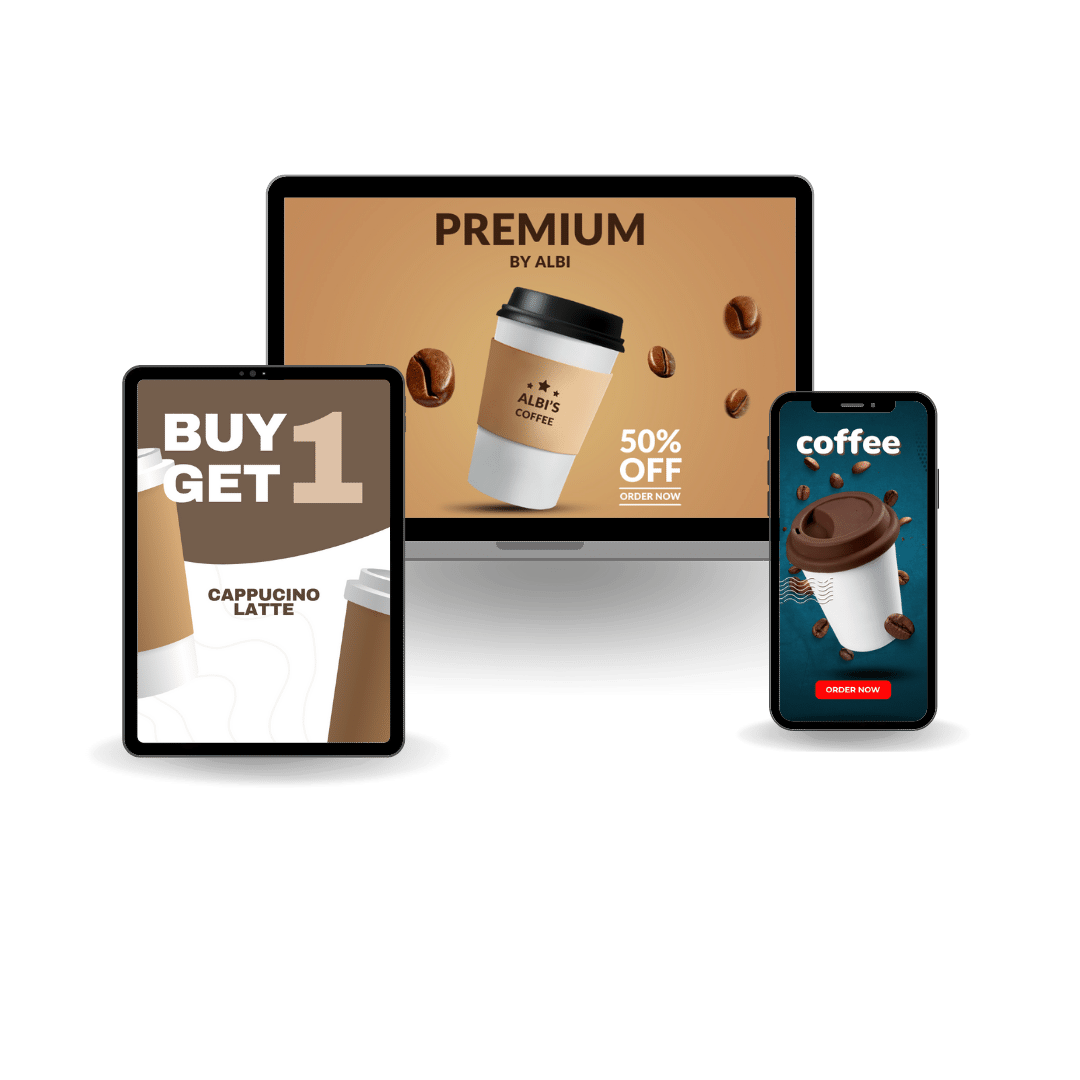 PREMIUM
BY ALBI
ALBI'S
COFFEE
50%
OFF
ORDER NOW
BUY 1
GET
CAPPUCINO
LATTE
coffee
ORDER NOW